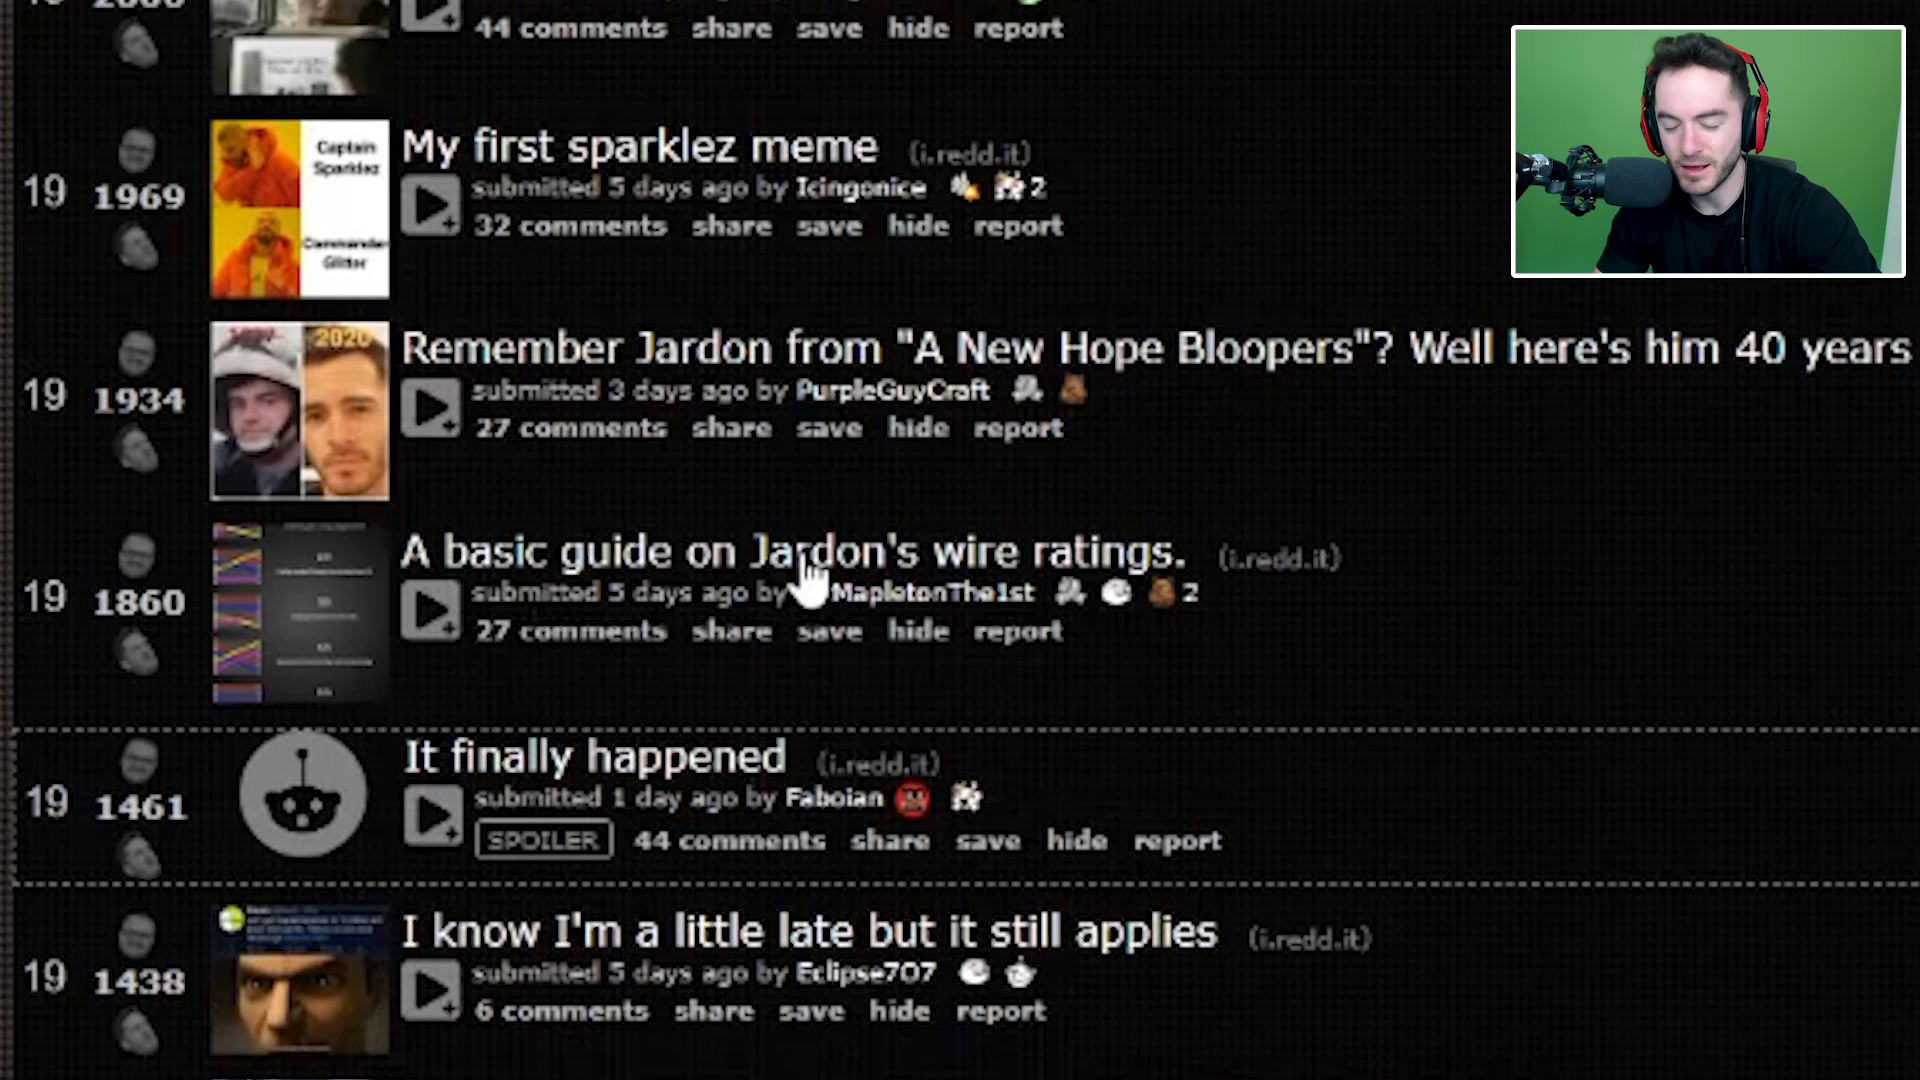 44 comments share save hide report
My first sparklez meme (i.redd.it)
19 1969
Captain
Sparklez
submitted 5 days ago by Icingonice 2
32 comments share save hide report
Commander
Glitter
2020
Remember Jardon from "A New Hope Bloopers"? Well here's him 40 years
19 1934
submitted 3 days ago by PurpleGuyCraft
27 comments share save hide report
A basic guide on Jardon's wire ratings. (i.redd.it)
19 1860
submitted 5 days ago by MapletonThe1st 2
27 comments share save hide report
It finally happened (i.redd.it)
19 1461
submitted 1 day ago by Faboian
SPOILER 44 comments share save hide report
I know I'm a little late but it still applies (i.redd.it)
19 1438
submitted 5 days ago by Eclipse707
6 comments share save hide report